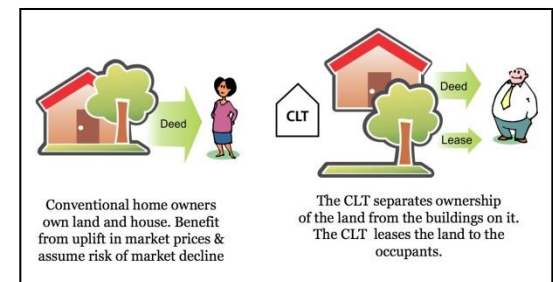 Deed
Conventional home owners
own land and house. Benefit
from uplift in market prices &
assume risk of market decline
CLT
Deed
Lease
The CLT separates ownership
of the land from the buildings on it.
The CLT leases the land to the
occupants.